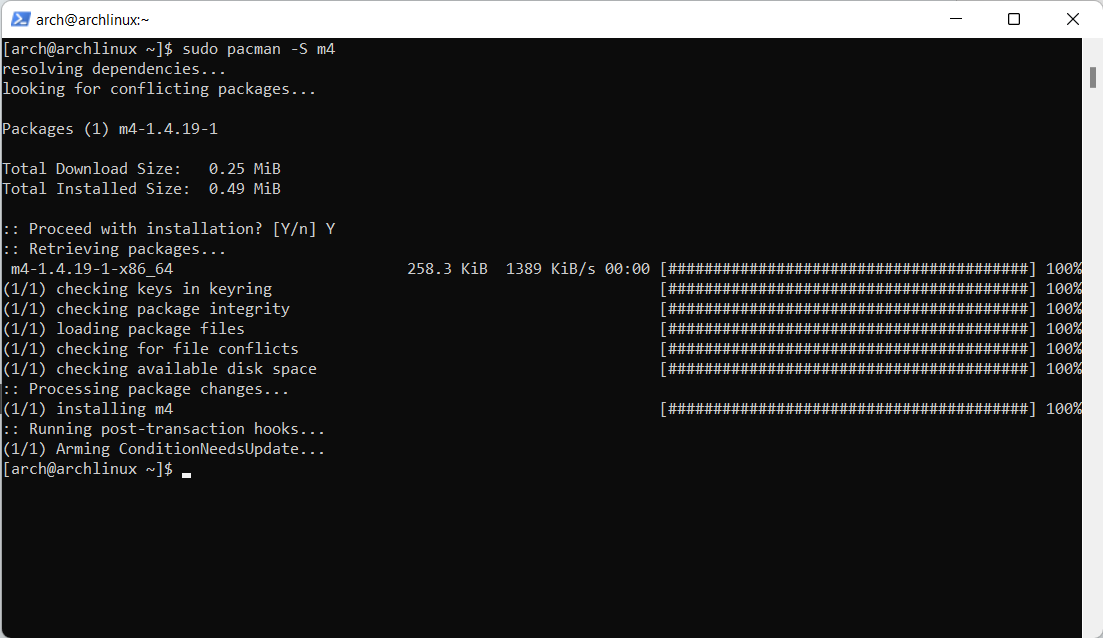 arch@archlinux:~
[arch@archlinux ~]$ sudo pacman -S m4
resolving dependencies...
looking for conflicting packages...
Packages (1) m4-1.4.19-1
Total Download Size:   0.25 MiB
Total Installed Size:  0.49 MiB
:: Proceed with installation? [Y/n] Y
:: Retrieving packages...
 m4-1.4.19-1-x86_64                          258.3 KiB  1389 KiB/s 00:00 [########################################] 100%
(1/1) checking keys in keyring                                           [########################################] 100%
(1/1) checking package integrity                                         [########################################] 100%
(1/1) loading package files                                              [########################################] 100%
(1/1) checking for file conflicts                                        [########################################] 100%
(1/1) checking available disk space                                      [########################################] 100%
:: Processing package changes...
(1/1) installing m4                                                      [########################################] 100%
:: Running post-transaction hooks...
(1/1) Arming ConditionNeedsUpdate...
[arch@archlinux ~]$